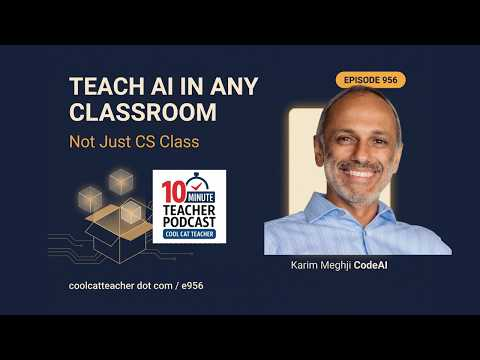 TEACH AI IN ANY
CLASSROOM
Not Just CS Class
EPISODE 956
10
MINUTE
TEACHER
PODCAST
COOL CAT TEACHER
Karim Meghji CodeAI
coolcatteacher dot com / e956